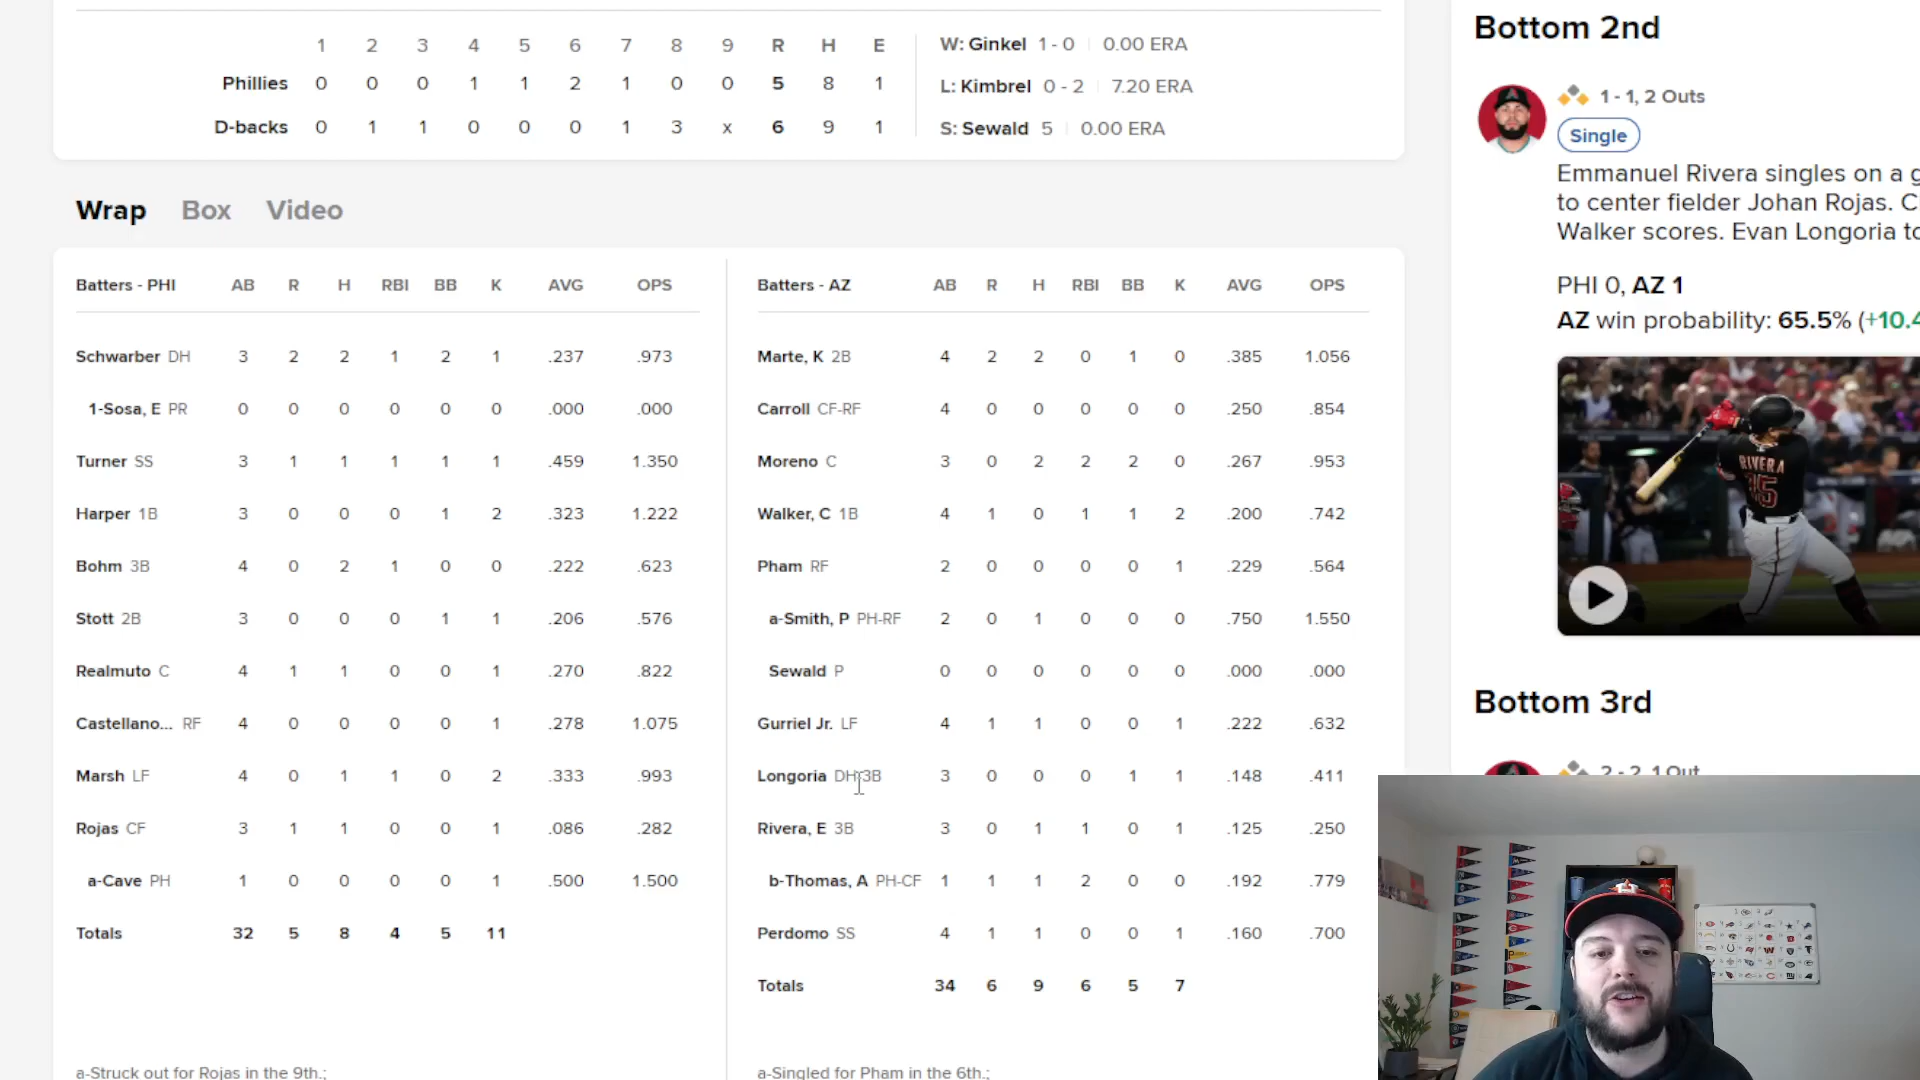 1 2 3 4 5 6 7 8 9 R H E
Phillies 0 0 0 1 1 2 1 0 0 5 8 1
D-backs 0 1 1 0 0 0 1 3 x 6 9 1
W: Ginkel 1 - 0 0.00 ERA
L: Kimbrel 0 - 2 7.20 ERA
S: Sewald 5 0.00 ERA
Wrap Box Video
Batters - PHI AB R H RBI BB K AVG OPS
Schwarber DH 3 2 2 1 2 1 .237 .973
1-Sosa, E PR 0 0 0 0 0 0 .000 .000
Turner SS 3 1 1 1 1 1 .459 1.350
Harper 1B 3 0 0 0 1 2 .323 1.222
Bohm 3B 4 0 2 1 0 0 .222 .623
Stott 2B 3 0 0 0 1 1 .206 .576
Realmuto C 4 1 1 0 0 1 .270 .822
Castellano... RF 4 0 0 0 0 1 .278 1.075
Marsh LF 4 0 1 1 0 2 .333 .993
Rojas CF 3 1 1 0 0 1 .086 .282
a-Cave PH 1 0 0 0 0 1 .500 1.500
Totals 32 5 8 4 5 11
a-Struck out for Rojas in the 9th.;
Batters - AZ AB R H RBI BB K AVG OPS
Marte, K 2B 4 2 2 0 1 0 .385 1.056
Carroll CF-RF 4 0 0 0 0 0 .250 .854
Moreno C 3 0 2 2 2 0 .267 .953
Walker, C 1B 4 1 0 1 1 2 .200 .742
Pham RF 2 0 0 0 0 1 .229 .564
a-Smith, P PH-RF 2 0 1 0 0 0 .750 1.550
Sewald P 0 0 0 0 0 0 .000 .000
Gurriel Jr. LF 4 1 1 0 0 1 .222 .632
Longoria DH-3B 3 0 0 0 1 1 .148 .411
Rivera, E 3B 3 0 1 1 0 1 .125 .250
b-Thomas, A PH-CF 1 1 1 2 0 0 .192 .779
Perdomo SS 4 1 1 0 0 1 .160 .700
Totals 34 6 9 6 5 7
a-Singled for Pham in the 6th.;
Bottom 2nd
1 - 1, 2 Outs
Single
Emmanuel Rivera singles on a g
to center fielder Johan Rojas. C
Walker scores. Evan Longoria to
PHI 0, AZ 1
AZ win probability: 65.5% (+10.4
RIVERA
15
Bottom 3rd
2 - 2, 1 Out